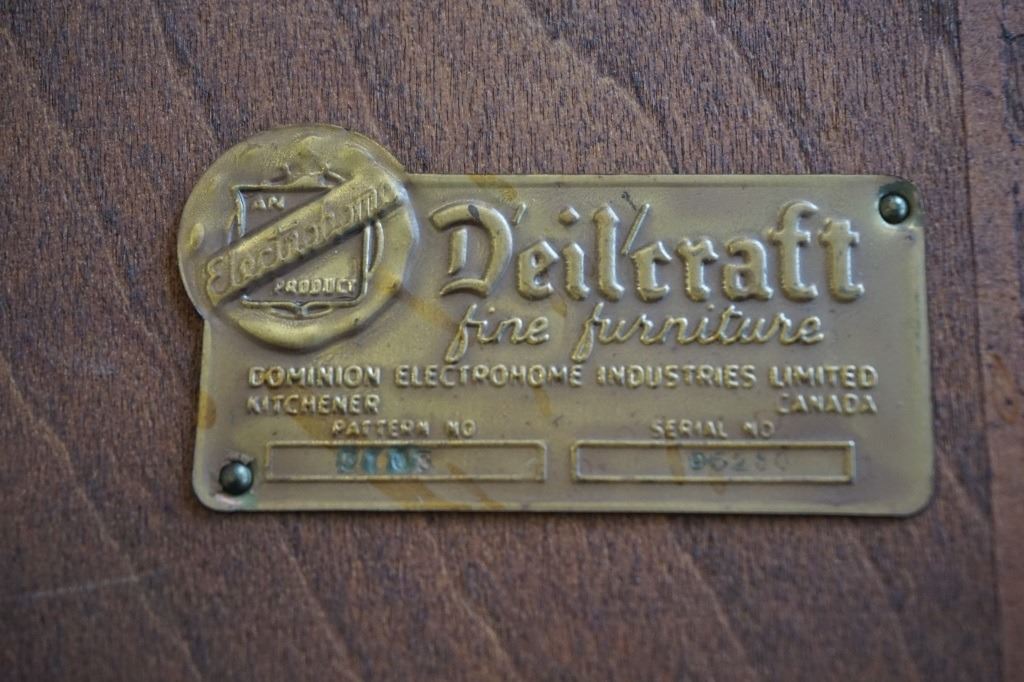 AN
Electrohome
PRODUCT
Deilcraft
fine furniture
DOMINION ELECTROHOME INDUSTRIES LIMITED
KITCHENER CANADA
PATTERN NO SERIAL NO